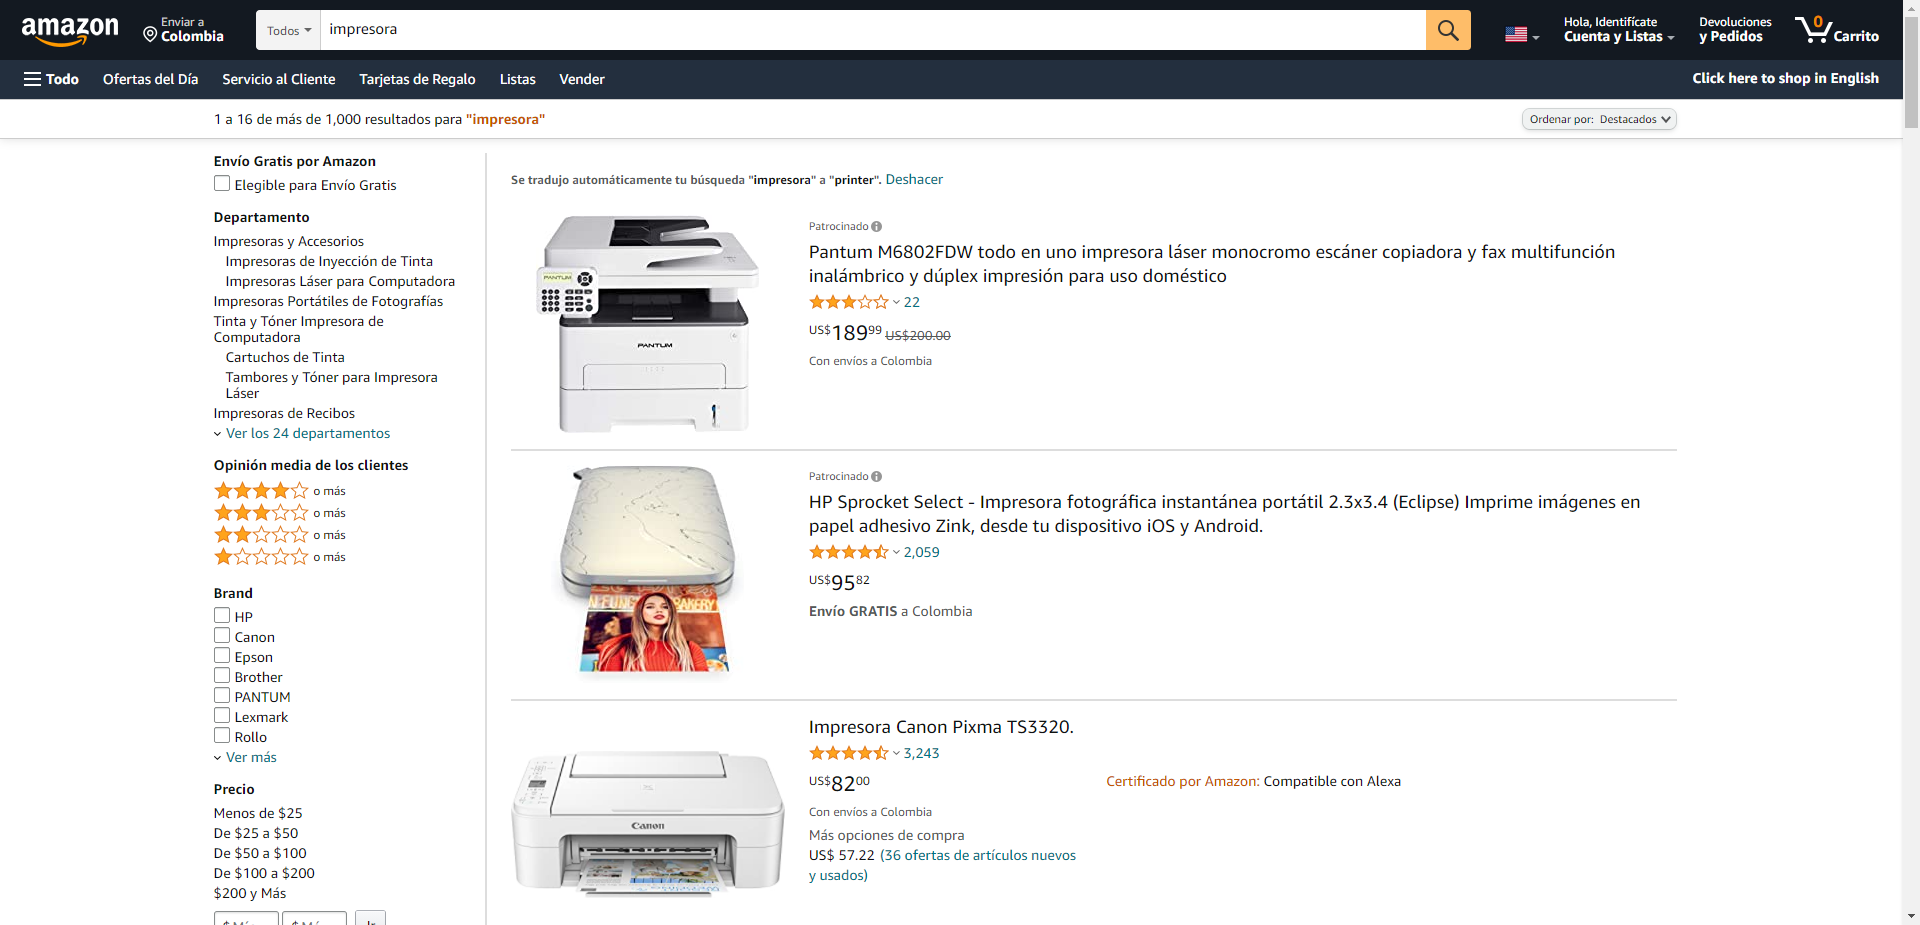 amazon
Enviar a
Colombia
Todos
impresora
Hola, Identifícate
Cuenta y Listas
Devoluciones
y Pedidos
0
Carrito
Todo
Ofertas del Día
Servicio al Cliente
Tarjetas de Regalo
Listas
Vender
Click here to shop in English
1 a 16 de más de 1,000 resultados para "impresora"
Ordenar por: Destacados
Envío Gratis por Amazon
Elegible para Envío Gratis
Departamento
Impresoras y Accesorios
Impresoras de Inyección de Tinta
Impresoras Láser para Computadora
Impresoras Portátiles de Fotografías
Tinta y Tóner Impresora de
Computadora
Cartuchos de Tinta
Tambores y Tóner para Impresora
Láser
Impresoras de Recibos
Ver los 24 departamentos
Opinión media de los clientes
o más
o más
o más
o más
Brand
HP
Canon
Epson
Brother
PANTUM
Lexmark
Rollo
Ver más
Precio
Menos de $25
De $25 a $50
De $50 a $100
De $100 a $200
$200 y Más
Se tradujo automáticamente tu búsqueda "impresora" a "printer". Deshacer
PANTUM
PANTUM
Patrocinado
Pantum M6802FDW todo en uno impresora láser monocromo escáner copiadora y fax multifunción
inalámbrico y dúplex impresión para uso doméstico
22
US$189.99 US$200.00
Con envíos a Colombia
BAKERY
Patrocinado
HP Sprocket Select - Impresora fotográfica instantánea portátil 2.3x3.4 (Eclipse) Imprime imágenes en
papel adhesivo Zink, desde tu dispositivo iOS y Android.
2,059
US$95.82
Envío GRATIS a Colombia
Canon
Impresora Canon Pixma TS3320.
3,243
US$82.00
Certificado por Amazon: Compatible con Alexa
Con envíos a Colombia
Más opciones de compra
US$ 57.22 (36 ofertas de artículos nuevos
y usados)